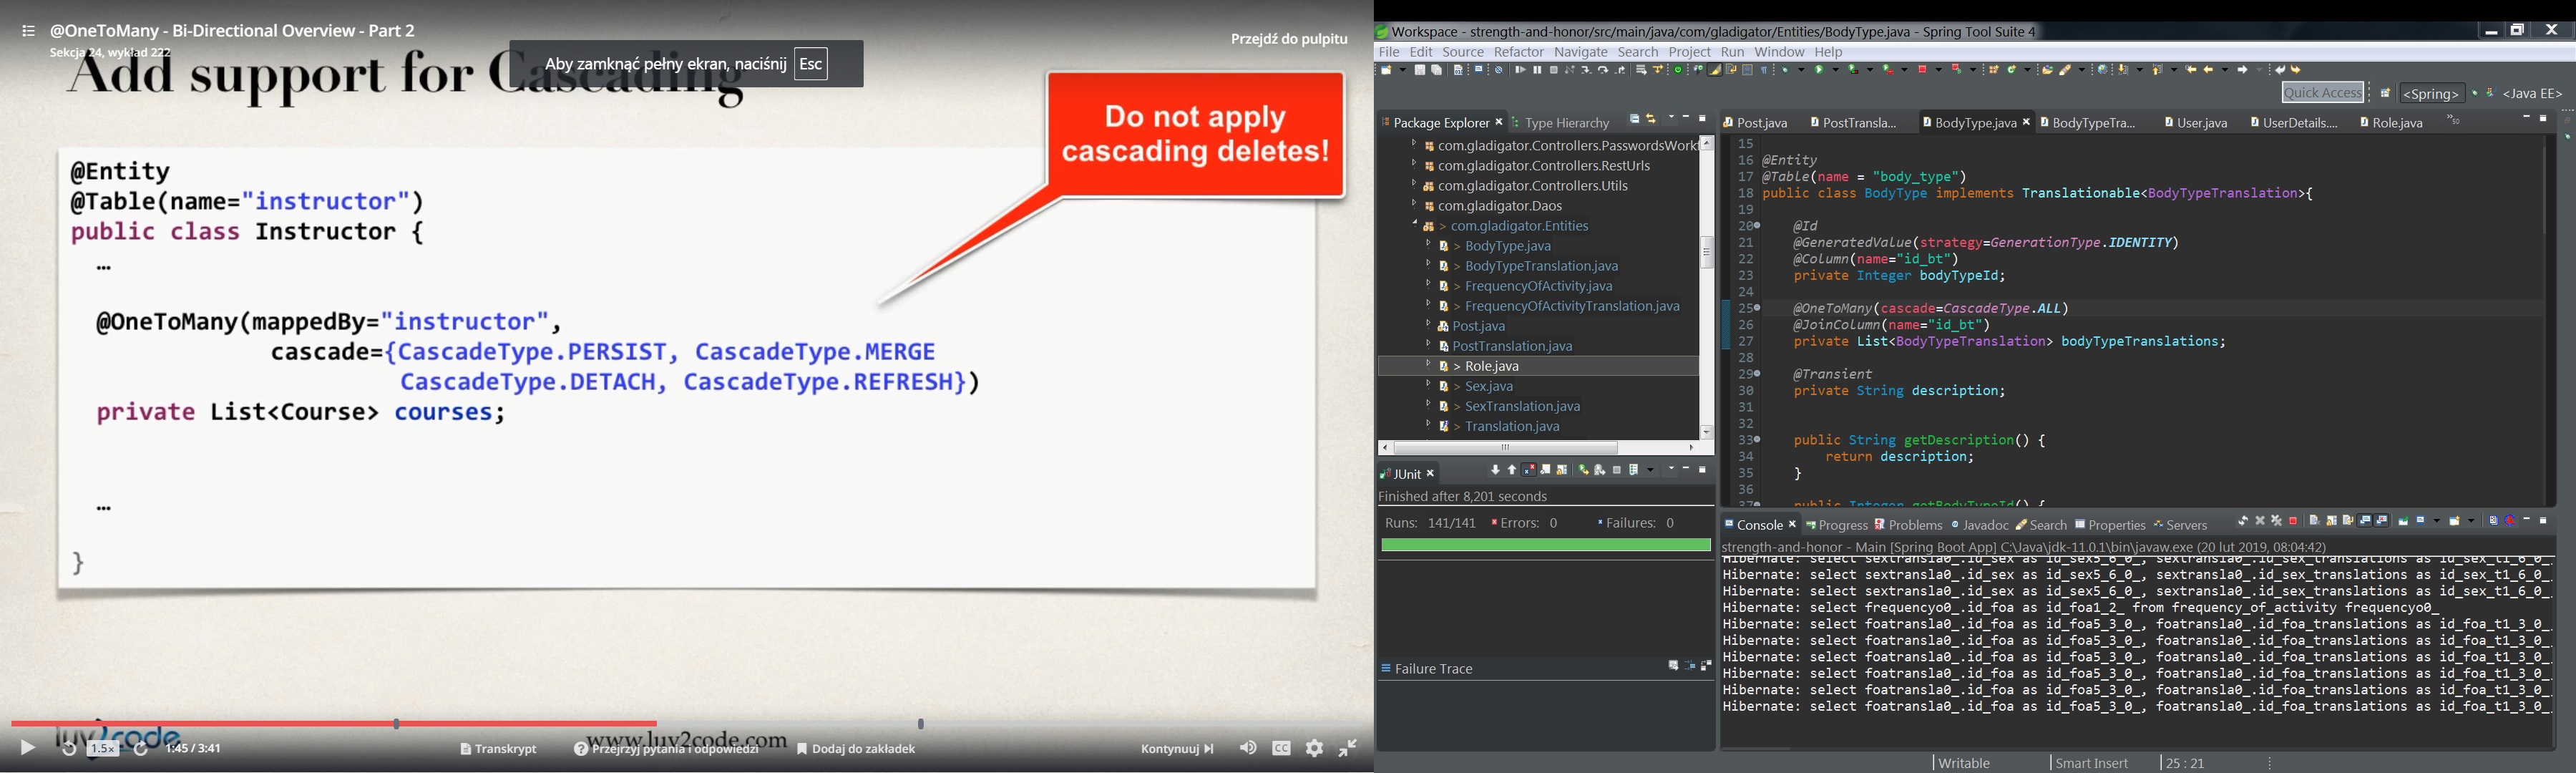 @OneToMany - Bi-Directional Overview - Part 2
Sekcja 24, wykład 222
Przejdź do pulpitu
Aby zamknąć pełny ekran, naciśnij Esc
Add support for Cascading
Do not apply
cascading deletes!
@Entity
@Table(name="instructor")
public class Instructor {
…
@OneToMany(mappedBy="instructor",
cascade={CascadeType.PERSIST, CascadeType.MERGE
CascadeType.DETACH, CascadeType.REFRESH})
private List<Course> courses;
…
}
luv2code
www.luv2code.com
1.5x
1:45 / 3:41
Transkrypt
Przejrzyj pytania i odpowiedzi
Dodaj do zakładek
Kontynuuj
CC
Workspace - strength-and-honor/src/main/java/com/gladigator/Entities/BodyType.java - Spring Tool Suite 4
File Edit Source Refactor Navigate Search Project Run Window Help
Quick Access
<Spring>
<Java EE>
Package Explorer
Type Hierarchy
com.gladigator.Controllers.PasswordsWork
com.gladigator.Controllers.RestUrls
com.gladigator.Controllers.Utils
com.gladigator.Daos
> com.gladigator.Entities
> BodyType.java
> BodyTypeTranslation.java
> FrequencyOfActivity.java
> FrequencyOfActivityTranslation.java
Post.java
PostTranslation.java
> Role.java
> Sex.java
> SexTranslation.java
> Translation.java
JUnit
Finished after 8,201 seconds
Runs: 141/141
Errors: 0
Failures: 0
Failure Trace
Post.java
PostTransla...
BodyType.java
BodyTypeTra...
User.java
UserDetails....
Role.java
15
16 @Entity
17 @Table(name = "body_type")
18 public class BodyType implements Translationable<BodyTypeTranslation>{
19
20 @Id
21 @GeneratedValue(strategy=GenerationType.IDENTITY)
22 @Column(name="id_bt")
23 private Integer bodyTypeId;
24
25 @OneToMany(cascade=CascadeType.ALL)
26 @JoinColumn(name="id_bt")
27 private List<BodyTypeTranslation> bodyTypeTranslations;
28
29 @Transient
30 private String description;
31
32
33 public String getDescription() {
34 return description;
35 }
36
37 public Integer getBodyTypeId() {
Console
Progress
Problems
Javadoc
Search
Properties
Servers
strength-and-honor - Main [Spring Boot App] C:\Java\jdk-11.0.1\bin\javaw.exe (20 lut 2019, 08:04:42)
Hibernate: select sextransla0_.id_sex as id_sex5_6_0_, sextransla0_.id_sex_translations as id_sex_t1_6_0_
Hibernate: select sextransla0_.id_sex as id_sex5_6_0_, sextransla0_.id_sex_translations as id_sex_t1_6_0_
Hibernate: select sextransla0_.id_sex as id_sex5_6_0_, sextransla0_.id_sex_translations as id_sex_t1_6_0_
Hibernate: select frequencyo0_.id_foa as id_foa1_2_ from frequency_of_activity frequencyo0_
Hibernate: select foatransla0_.id_foa as id_foa5_3_0_, foatransla0_.id_foa_translations as id_foa_t1_3_0_
Hibernate: select foatransla0_.id_foa as id_foa5_3_0_, foatransla0_.id_foa_translations as id_foa_t1_3_0_
Hibernate: select foatransla0_.id_foa as id_foa5_3_0_, foatransla0_.id_foa_translations as id_foa_t1_3_0_
Hibernate: select foatransla0_.id_foa as id_foa5_3_0_, foatransla0_.id_foa_translations as id_foa_t1_3_0_
Hibernate: select foatransla0_.id_foa as id_foa5_3_0_, foatransla0_.id_foa_translations as id_foa_t1_3_0_
Hibernate: select foatransla0_.id_foa as id_foa5_3_0_, foatransla0_.id_foa_translations as id_foa_t1_3_0_
Writable
Smart Insert
25 : 21